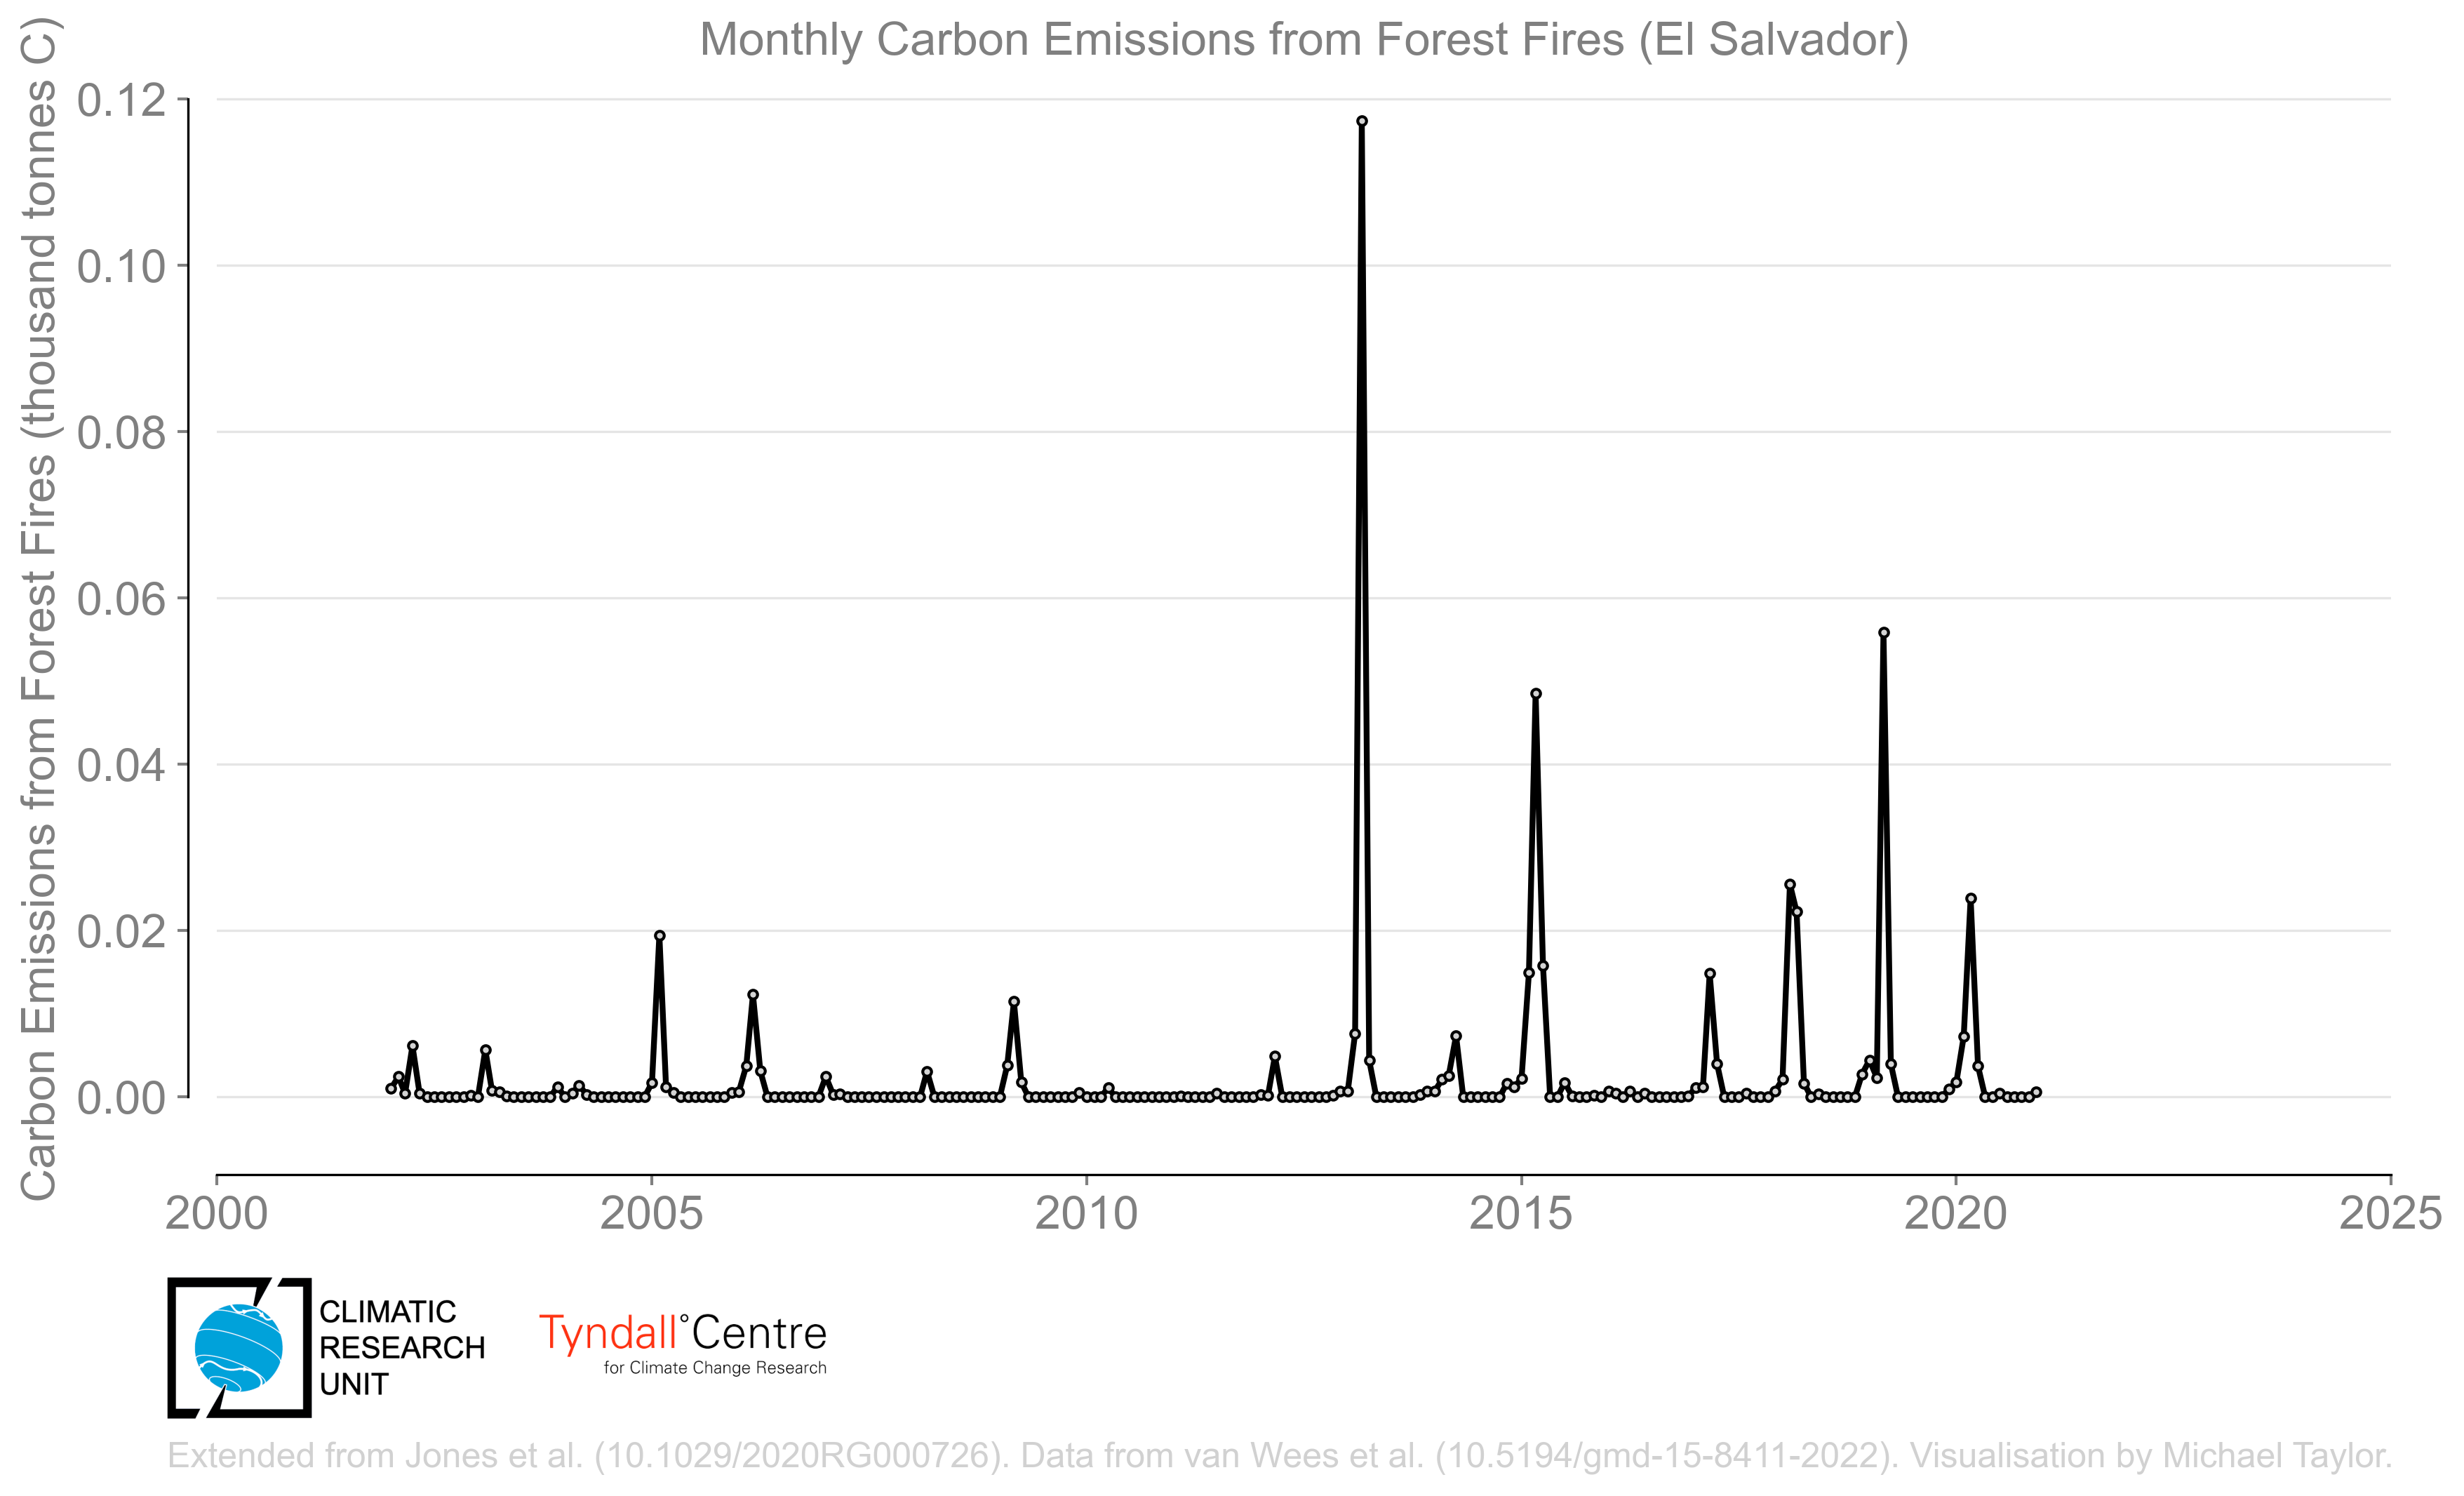 Monthly Carbon Emissions from Forest Fires (El Salvador)
Carbon Emissions from Forest Fires (thousand tonnes C)
0.12
0.10
0.08
0.06
0.04
0.02
0.00
2000 2005 2010 2015 2020 2025
CLIMATIC
RESEARCH
UNIT
Tyndall°Centre
for Climate Change Research
Extended from Jones et al. (10.1029/2020RG000726). Data from van Wees et al. (10.5194/gmd-15-8411-2022). Visualisation by Michael Taylor.